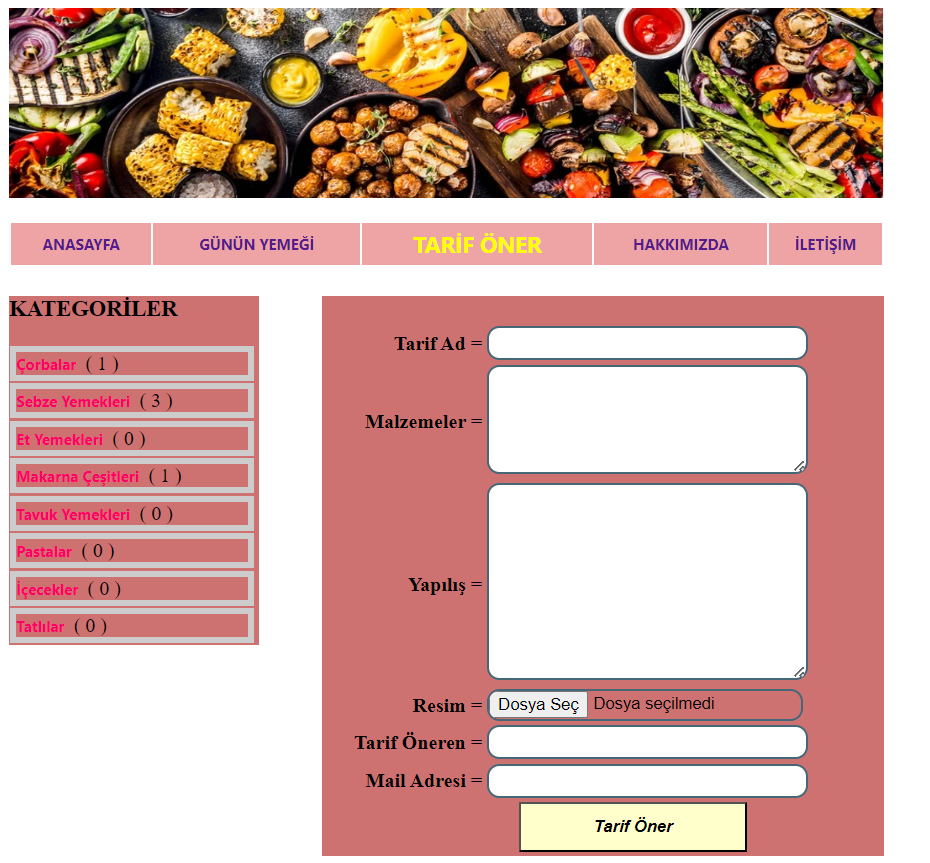 ANASAYFA GÜNÜN YEMEĞİ TARİF ÖNER HAKKIMIZDA İLETİŞİM
KATEGORİLER
Çorbalar ( 1 )
Sebze Yemekleri ( 3 )
Et Yemekleri ( 0 )
Makarna Çeşitleri ( 1 )
Tavuk Yemekleri ( 0 )
Pastalar ( 0 )
İçecekler ( 0 )
Tatlılar ( 0 )
Tarif Ad =
Malzemeler =
Yapılış =
Resim = Dosya Seç Dosya seçilmedi
Tarif Öneren =
Mail Adresi =
Tarif Öner